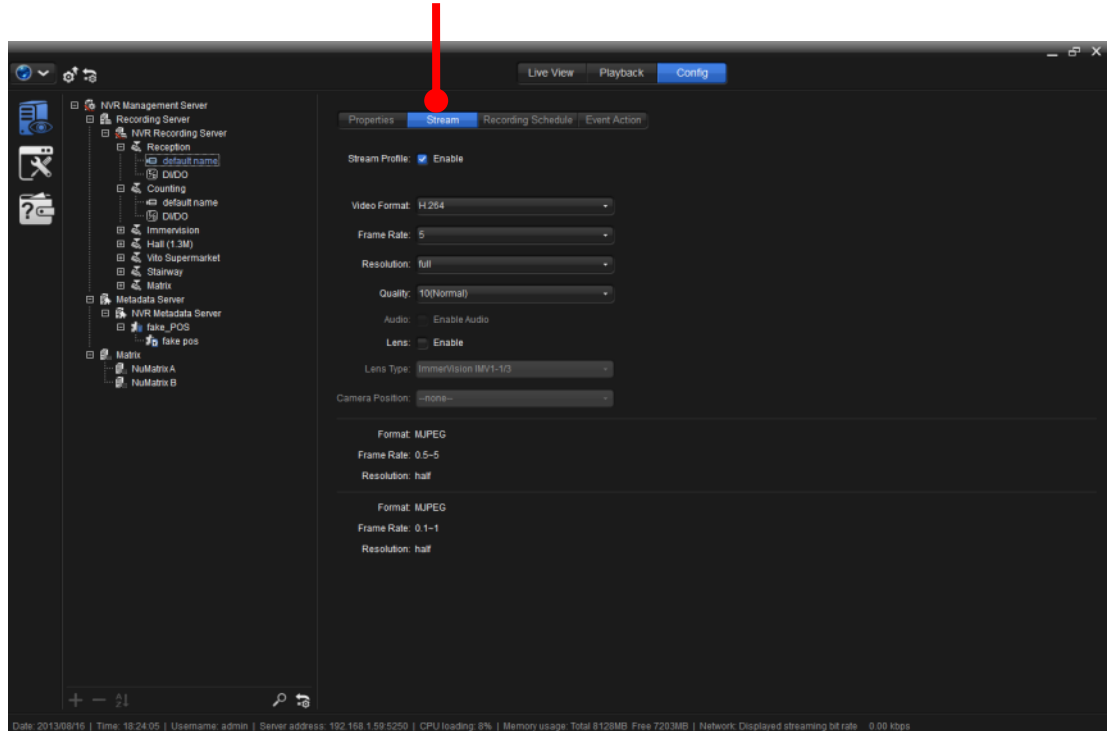 Live View Playback Config
NVR Management Server
Recording Server
NVR Recording Server
Reception
default name
DI/DO
Counting
default name
DI/DO
Immervision
Hall (1.3M)
Vito Supermarket
Stairway
Matrix
Metadata Server
NVR Metadata Server
fake_POS
fake pos
Matrix
NuMatrix A
NuMatrix B
Properties Stream Recording Schedule Event Action
Stream Profile: Enable
Video Format: H.264
Frame Rate: 5
Resolution: full
Quality: 10(Normal)
Audio: Enable Audio
Lens: Enable
Lens Type: ImmerVision IMV1-1/3
Camera Position: --none--
Format: MJPEG
Frame Rate: 0.5~5
Resolution: half
Format: MJPEG
Frame Rate: 0.1~1
Resolution: half
Date: 2013/08/16 | Time: 18:24:05 | Username: admin | Server address: 192.168.1.59:5250 | CPU loading: 8% | Memory usage: Total 8128MB Free 7203MB | Network: Displayed streaming bit rate 0.00 kbps